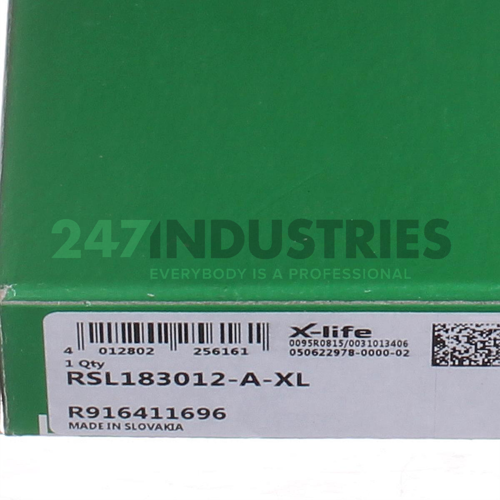 247INDUSTRIES
EVERYBODY IS A PROFESSIONAL
X-life
0095R0815/0031013406
050622978-0000-02
4 012802 256161
1 Qty
RSL183012-A-XL
R916411696
MADE IN SLOVAKIA